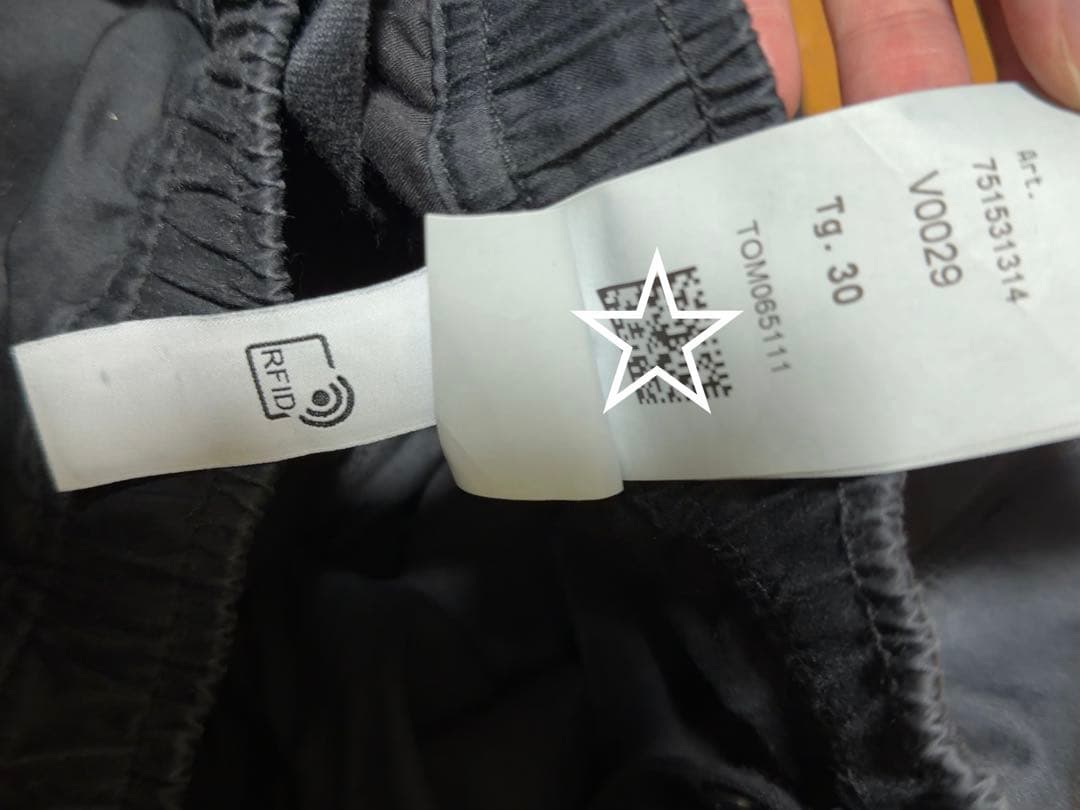 Art.
751531314
V0029
Tg. 30
TOM065111
RFID